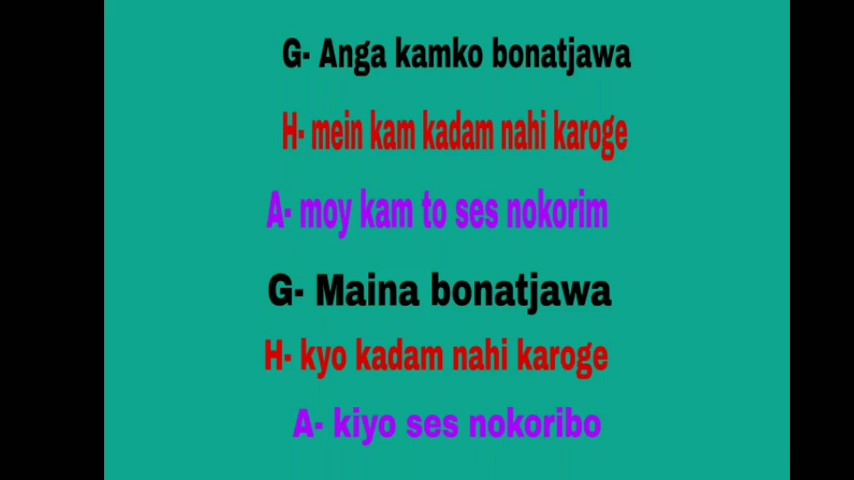 G- Anga kamko bonatjawa
H- mein kam kadam nahi karoge
A- moy kam to ses nokorim
G- Maina bonatjawa
H- kyo kadam nahi karoge
A- kiyo ses nokoribo